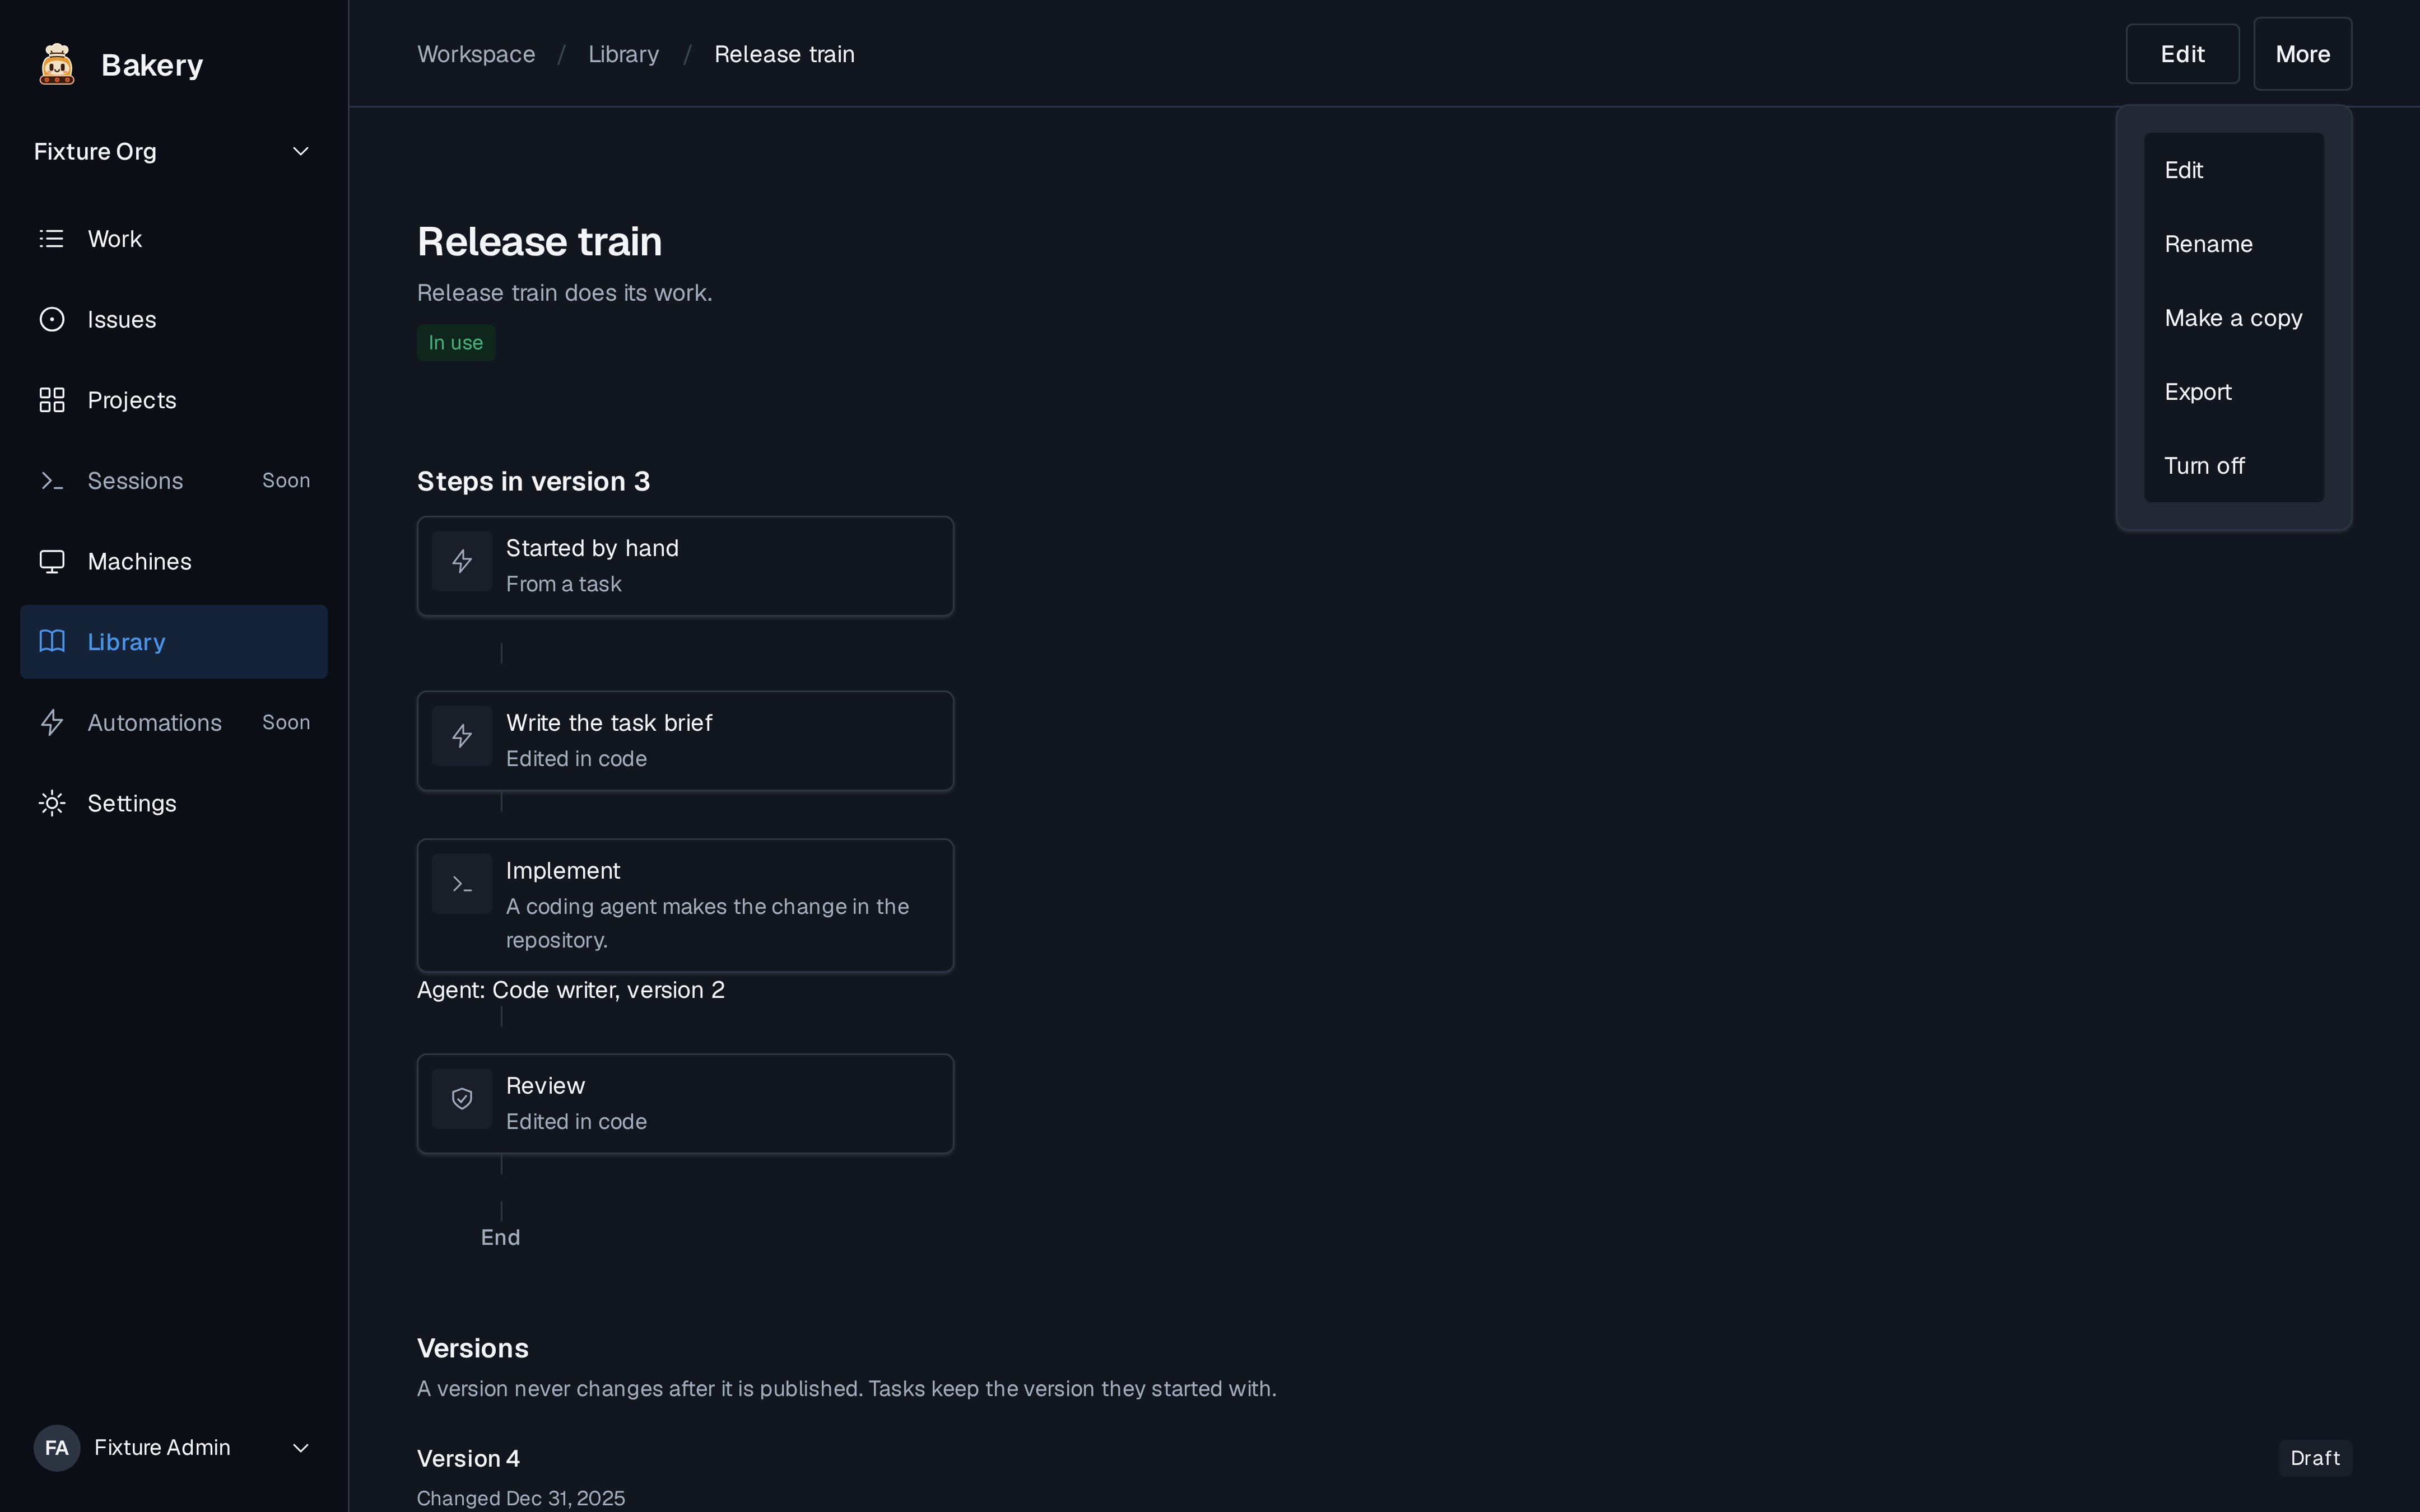 Bakery
Fixture Org
Work
Issues
Projects
Sessions Soon
Machines
Library
Automations Soon
Settings
FA Fixture Admin
Workspace / Library / Release train
Edit More
Edit
Rename
Make a copy
Export
Turn off
Release train
Release train does its work.
In use
Steps in version 3
Started by hand
From a task
Write the task brief
Edited in code
Implement
A coding agent makes the change in the
repository.
Agent: Code writer, version 2
Review
Edited in code
End
Versions
A version never changes after it is published. Tasks keep the version they started with.
Version 4 Draft
Changed Dec 31, 2025